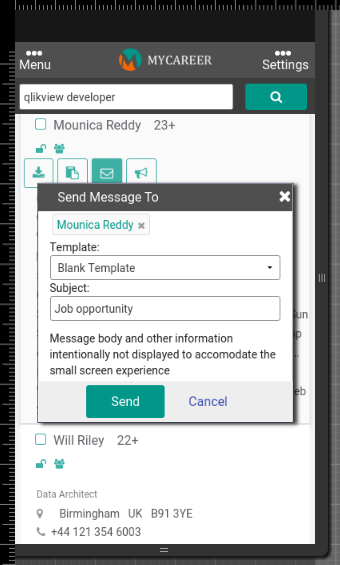 Menu
MYCAREER
Settings
qlikview developer
Mounica Reddy 23+
Send Message To
Mounica Reddy ×
Template:
Blank Template
Subject:
Job opportunity
Message body and other information
intentionally not displayed to accomodate the
small screen experience
Send Cancel
eb
Will Riley 22+
Data Architect
Birmingham UK B91 3YE
+44 121 354 6003